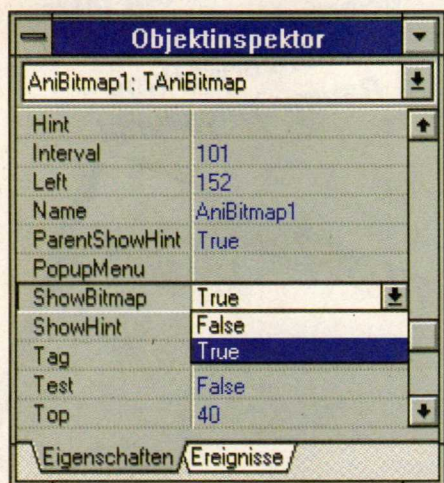 Objektinspektor
AniBitmap1: TAniBitmap
Hint
Interval 101
Left 152
Name AniBitmap1
ParentShowHint True
PopupMenu
ShowBitmap True
ShowHint False
Tag True
Test False
Top 40
Eigenschaften Ereignisse